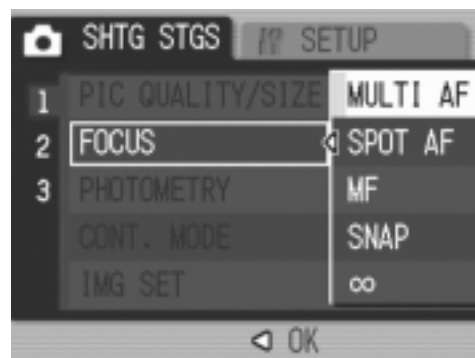 SHTG STGS SETUP
1 PIC QUALITY/SIZE MULTI AF
2 FOCUS SPOT AF
3 PHOTOMETRY MF
CONT. MODE SNAP
IMG SET ∞
OK